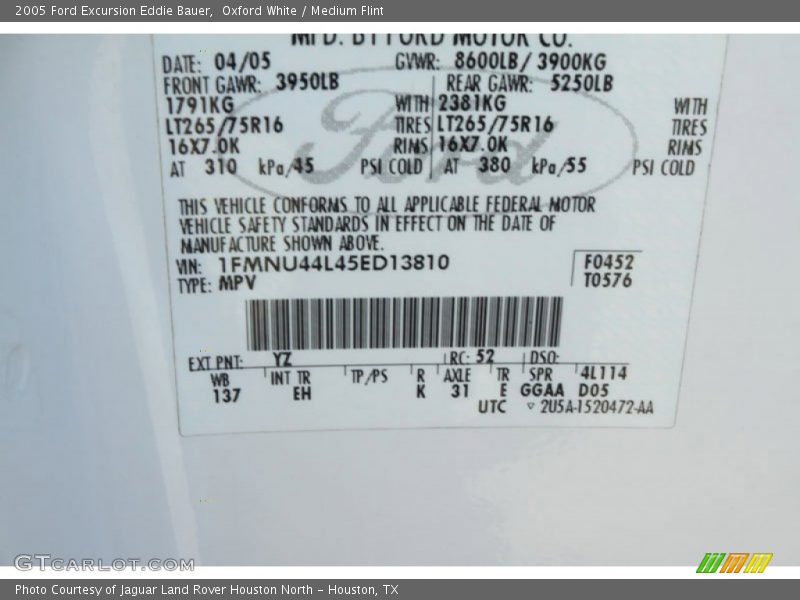 2005 Ford Excursion Eddie Bauer,  Oxford White / Medium Flint
MFD. BY FORD MOTOR CO.
DATE: 04/05 GVWR: 8600LB/ 3900KG
FRONT GAWR: 3950LB REAR GAWR: 5250LB
1791KG WITH 2381KG WITH
LT265/75R16 TIRES LT265/75R16 TIRES
16X7.0K RIMS 16X7.0K RIMS
AT 310 kPa/45 PSI COLD AT 380 kPa/55 PSI COLD
Ford
THIS VEHICLE CONFORMS TO ALL APPLICABLE FEDERAL MOTOR
VEHICLE SAFETY STANDARDS IN EFFECT ON THE DATE OF
MANUFACTURE SHOWN ABOVE.
VIN: 1FMNU44L45ED13810 F0452
TYPE: MPV T0576
EXT PNT: YZ RC: 52 DSO:
WB INT TR TP/PS R AXLE TR SPR 4L114
137 EH K 31 E GGAA D05
UTC ▿ 2U5A-1520472-AA
GTCARLOT.COM
Photo Courtesy of Jaguar Land Rover Houston North - Houston, TX